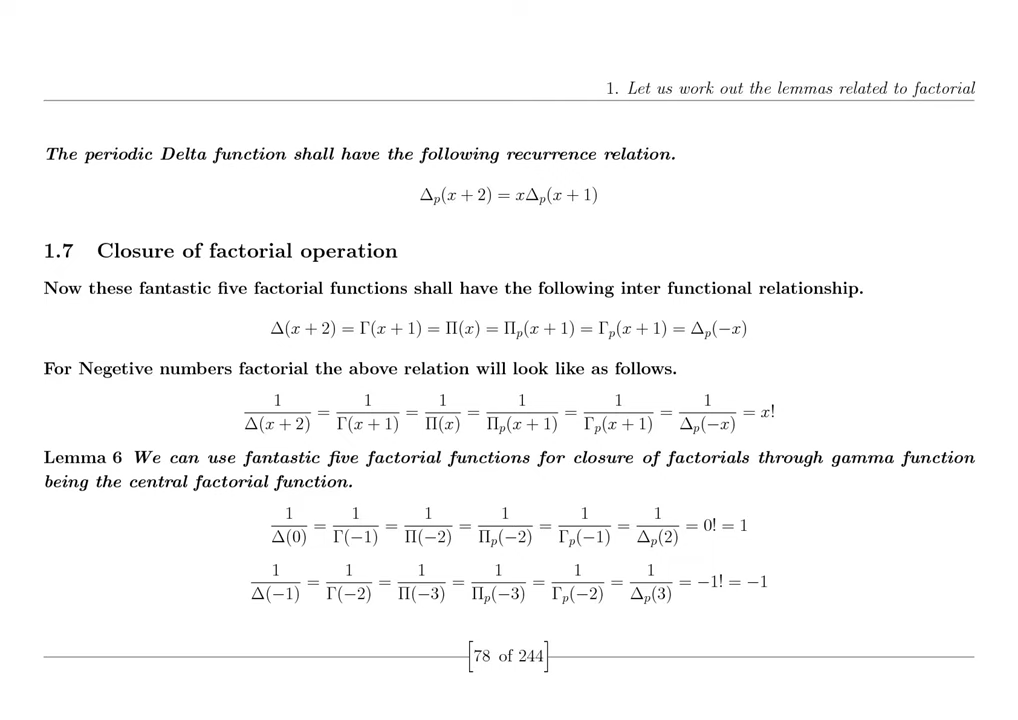 1. Let us work out the lemmas related to factorial
The periodic Delta function shall have the following recurrence relation.
Δ_p(x + 2) = xΔ_p(x + 1)
1.7 Closure of factorial operation
Now these fantastic five factorial functions shall have the following inter functional relationship.
Δ(x + 2) = Γ(x + 1) = Π(x) = Π_p(x + 1) = Γ_p(x + 1) = Δ_p(−x)
For Negetive numbers factorial the above relation will look like as follows.
1/Δ(x + 2) = 1/Γ(x + 1) = 1/Π(x) = 1/Π_p(x + 1) = 1/Γ_p(x + 1) = 1/Δ_p(−x) = x!
Lemma 6 We can use fantastic five factorial functions for closure of factorials through gamma function
being the central factorial function.
1/Δ(0) = 1/Γ(−1) = 1/Π(−2) = 1/Π_p(−2) = 1/Γ_p(−1) = 1/Δ_p(2) = 0! = 1
1/Δ(−1) = 1/Γ(−2) = 1/Π(−3) = 1/Π_p(−3) = 1/Γ_p(−2) = 1/Δ_p(3) = −1! = −1
[78 of 244]